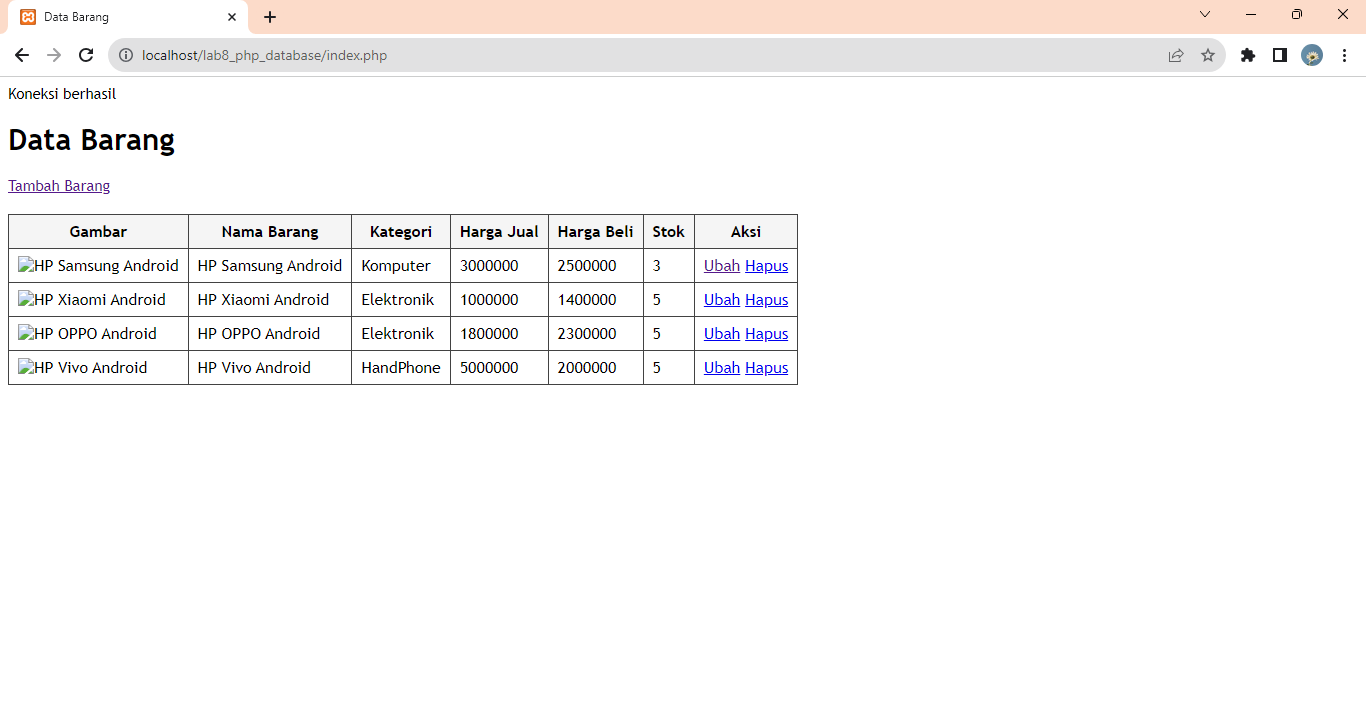 Data Barang
localhost/lab8_php_database/index.php
Koneksi berhasil
Data Barang
Tambah Barang
Gambar Nama Barang Kategori Harga Jual Harga Beli Stok Aksi
HP Samsung Android HP Samsung Android Komputer 3000000 2500000 3 Ubah Hapus
HP Xiaomi Android HP Xiaomi Android Elektronik 1000000 1400000 5 Ubah Hapus
HP OPPO Android HP OPPO Android Elektronik 1800000 2300000 5 Ubah Hapus
HP Vivo Android HP Vivo Android HandPhone 5000000 2000000 5 Ubah Hapus